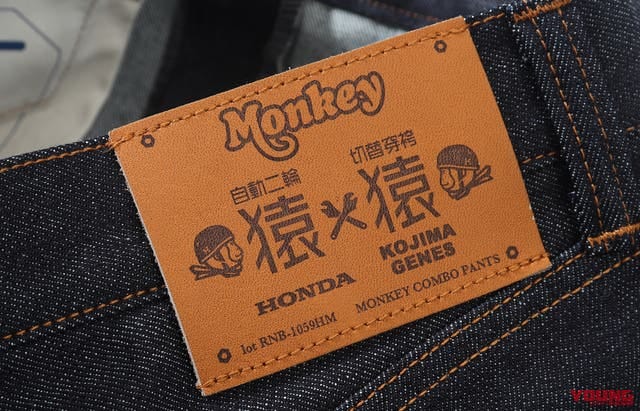 Monkey
自動二輪
切替穿袴
猿×猿
HONDA
KOJIMA
GENES
lot RNB-1059HM
MONKEY COMBO PANTS